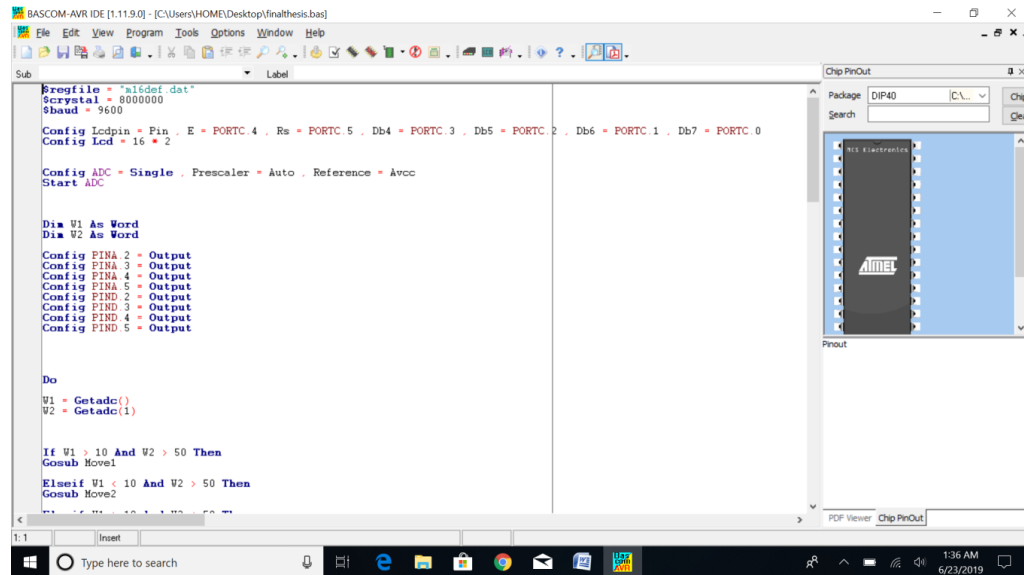 BASCOM-AVR IDE [1.11.9.0] - [C:\Users\HOME\Desktop\finalthesis.bas]
File Edit View Program Tools Options Window Help
Sub Label
$regfile = "m16def.dat"
$crystal = 8000000
$baud = 9600
Config Lcdpin = Pin , E = PORTC.4 , Rs = PORTC.5 , Db4 = PORTC.3 , Db5 = PORTC.2 , Db6 = PORTC.1 , Db7 = PORTC.0
Config Lcd = 16 * 2
Config ADC = Single , Prescaler = Auto , Reference = Avcc
Start ADC
Dim W1 As Word
Dim W2 As Word
Config PINA.2 = Output
Config PINA.3 = Output
Config PINA.4 = Output
Config PINA.5 = Output
Config PIND.2 = Output
Config PIND.3 = Output
Config PIND.4 = Output
Config PIND.5 = Output
Do
W1 = Getadc()
W2 = Getadc(1)
If W1 > 10 And W2 > 50 Then
Gosub Move1
Elseif W1 < 10 And W2 > 50 Then
Gosub Move2
Chip PinOut
Package DIP40 C:\...
Search
MCS Electronics
ATMEL
Pinout
PDF Viewer Chip PinOut
1: 1 Insert
Type here to search
1:36 AM
6/23/2019